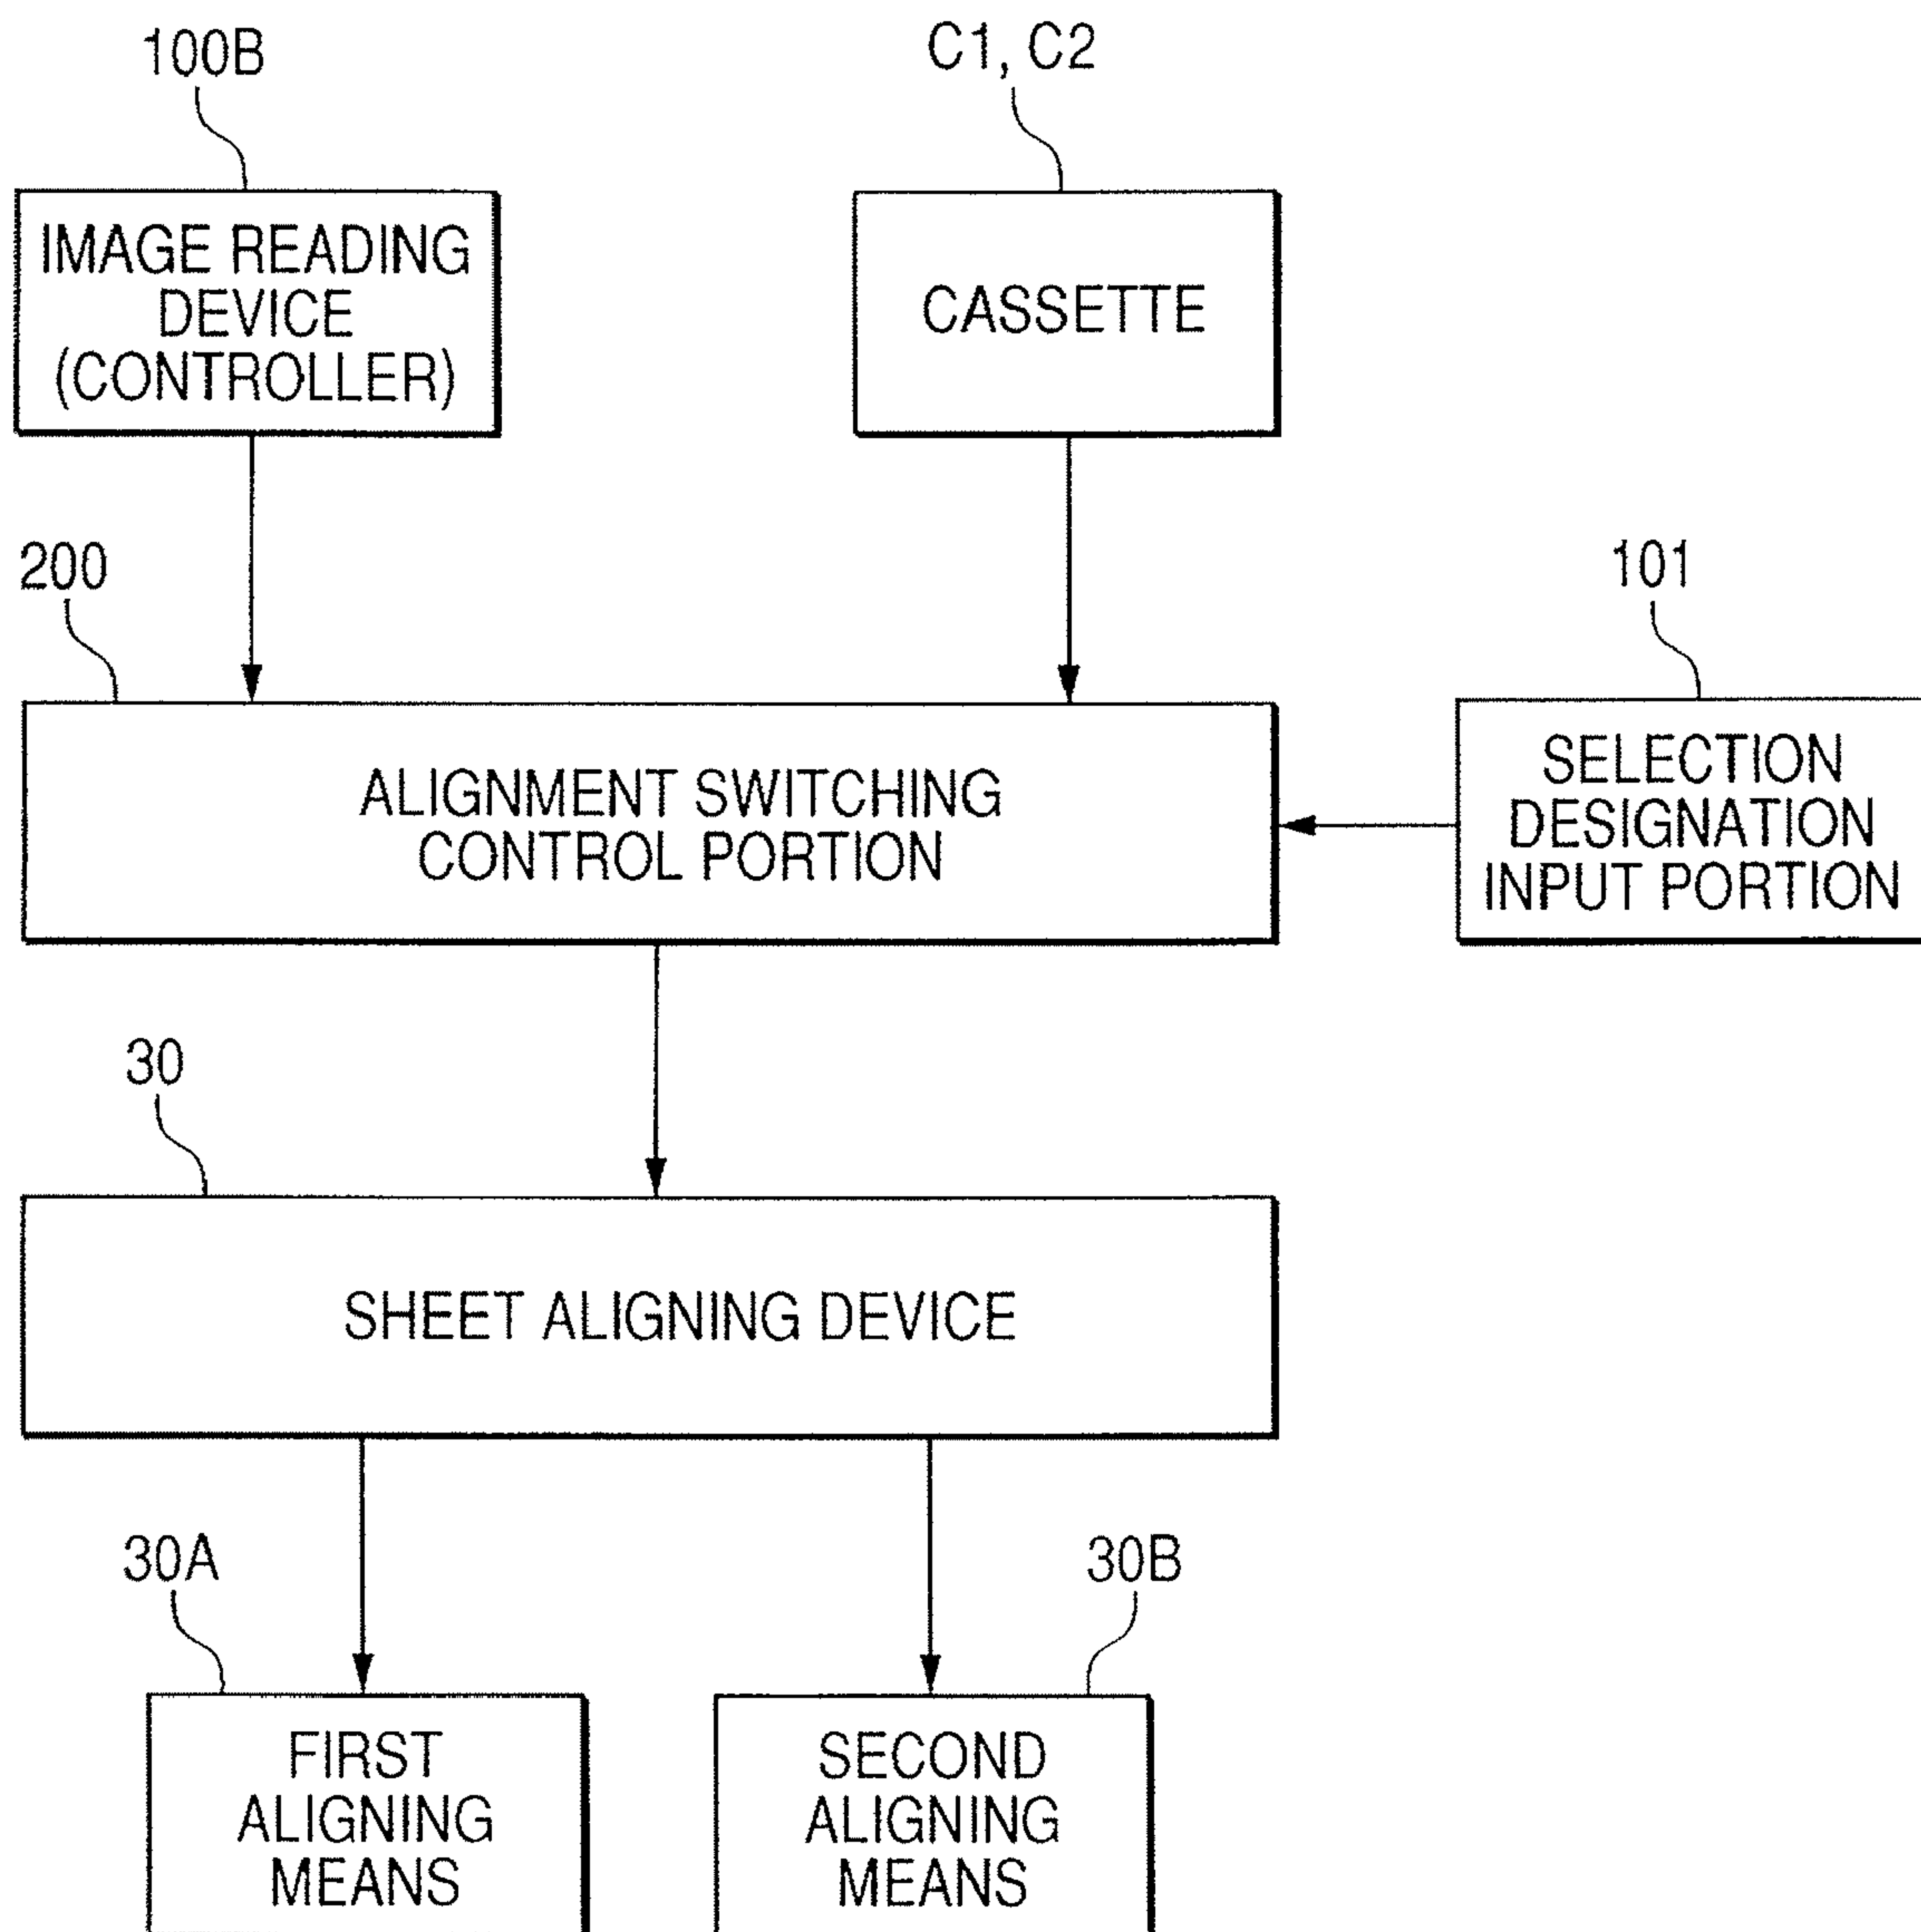 100B
C1, C2
IMAGE READING
DEVICE
(CONTROLLER)
CASSETTE
200
101
ALIGNMENT SWITCHING
CONTROL PORTION
SELECTION
DESIGNATION
INPUT PORTION
30
SHEET ALIGNING DEVICE
30A
30B
FIRST
ALIGNING
MEANS
SECOND
ALIGNING
MEANS